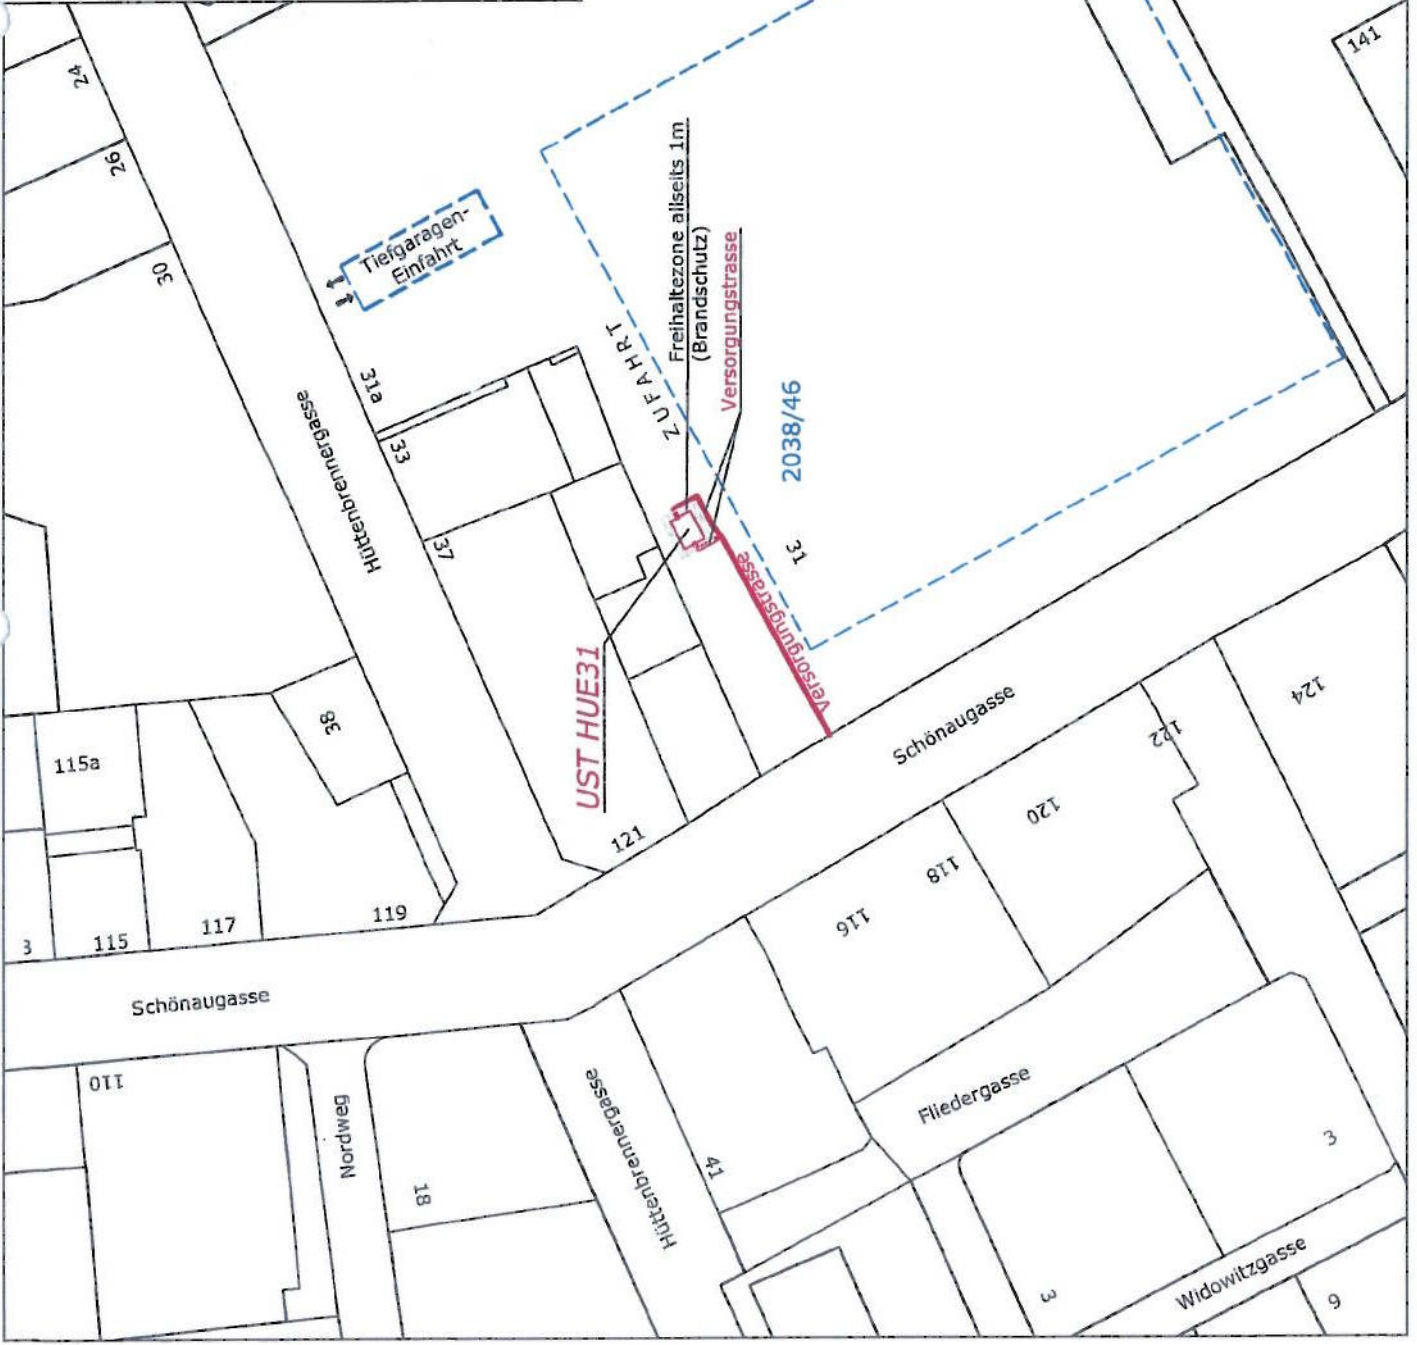 24
26
30
141
Tiefgaragen-
Einfahrt
Hüttenbrennergasse
31a
33
37
ZUFAHRT
Freihaltezone allseits 1m
(Brandschutz)
Versorgungstrasse
2038/46
31
Versorgungstrasse
UST HUE31
38
115a
121
Schönaugasse
124
122
120
118
116
119
117
115
3
Schönaugasse
110
Nordweg
18
Hüttenbrennergasse
41
Fliedergasse
3
3
Widowitzgasse
9